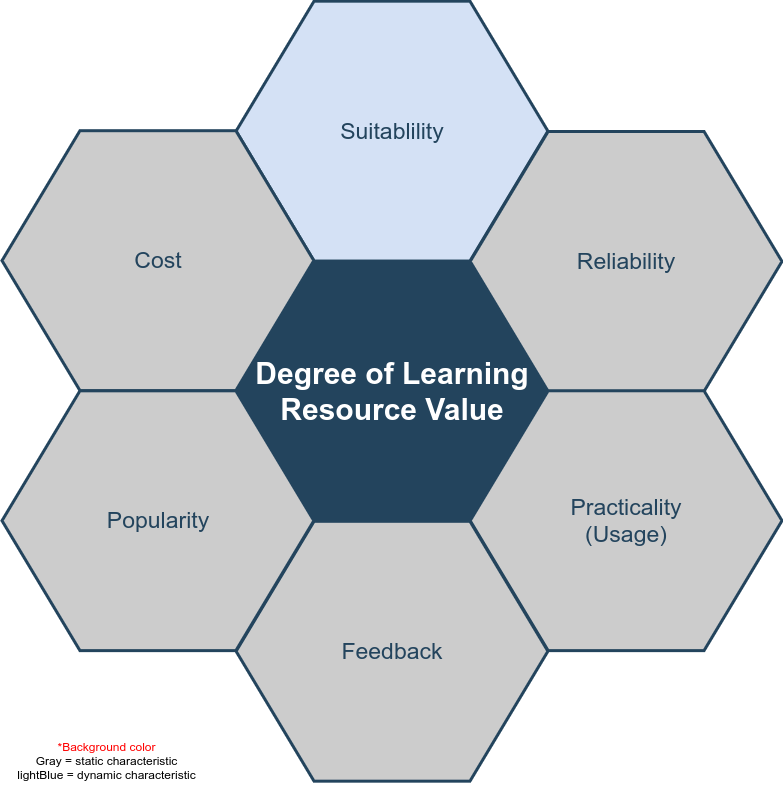 Suitablility
Cost
Reliability
Degree of Learning
Resource Value
Popularity
Practicality
(Usage)
Feedback
*Background color
Gray = static characteristic
lightBlue = dynamic characteristic